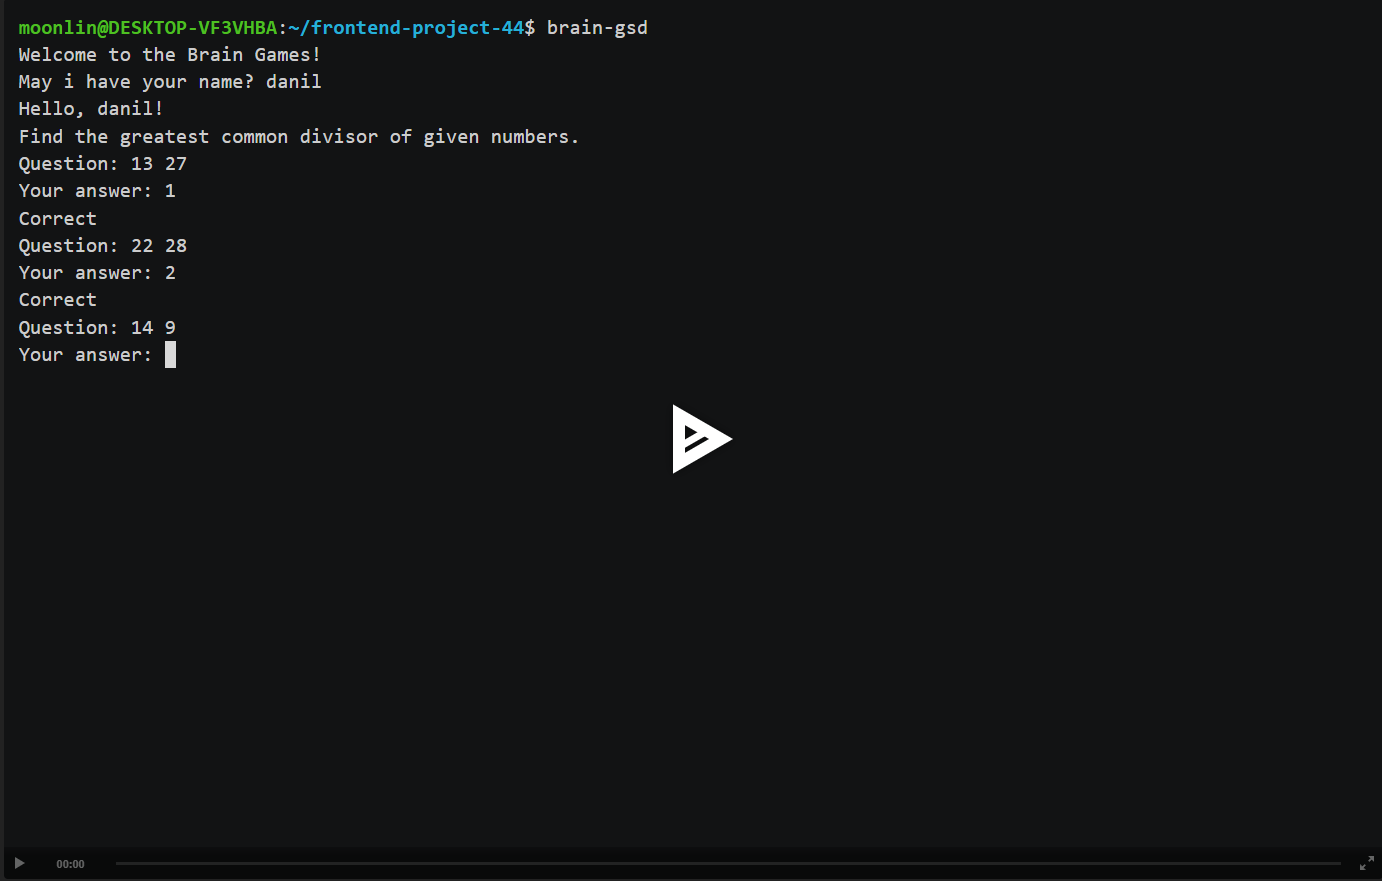 moonlin@DESKTOP-VF3VHBA:~/frontend-project-44$ brain-gsd
Welcome to the Brain Games!
May i have your name? danil
Hello, danil!
Find the greatest common divisor of given numbers.
Question: 13 27
Your answer: 1
Correct
Question: 22 28
Your answer: 2
Correct
Question: 14 9
Your answer:
00:00